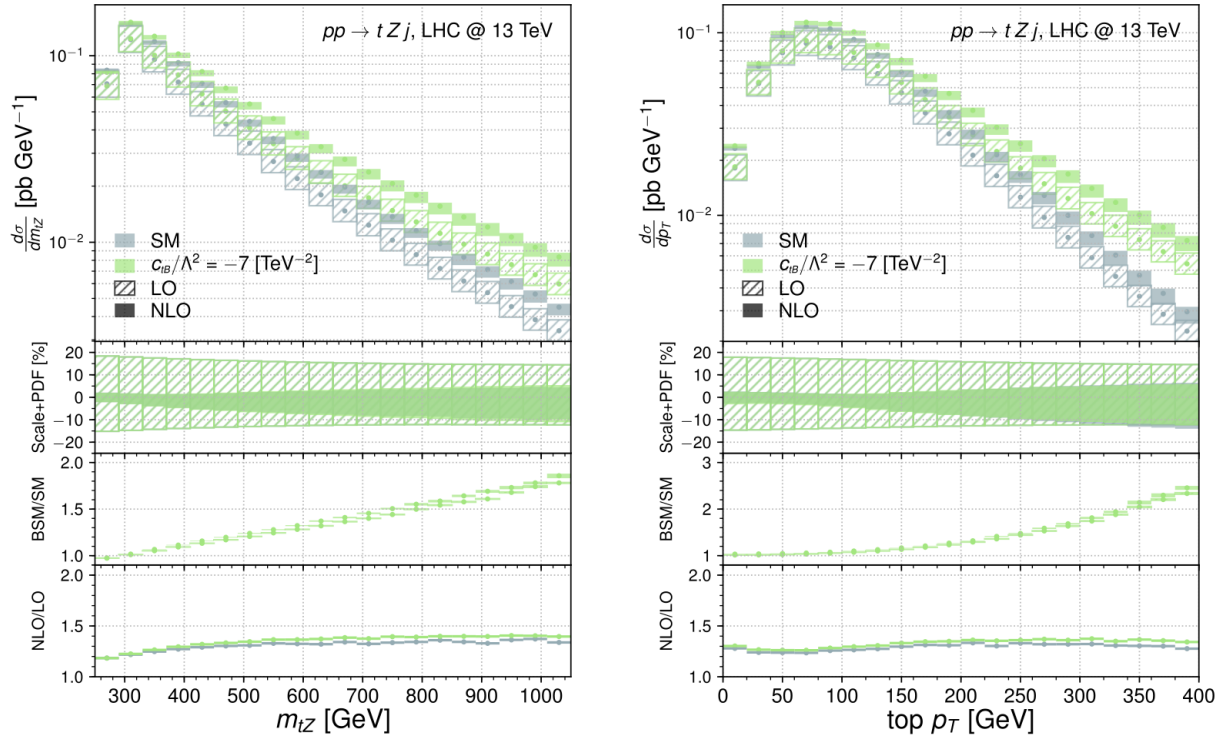 pp → t Z j, LHC @ 13 TeV
10⁻¹
10⁻²
dσ/dm_tZ [pb GeV⁻¹]
SM
c_tB/Λ² = −7 [TeV⁻²]
LO
NLO
20
10
0
−10
−20
Scale+PDF [%]
2.0
1.5
1.0
BSM/SM
2.0
1.5
1.0
NLO/LO
300 400 500 600 700 800 900 1000
m_tZ [GeV]
pp → t Z j, LHC @ 13 TeV
10⁻¹
10⁻²
dσ/dp_T [pb GeV⁻¹]
SM
c_tB/Λ² = −7 [TeV⁻²]
LO
NLO
20
10
0
−10
−20
Scale+PDF [%]
3
2
1
BSM/SM
2.0
1.5
1.0
NLO/LO
0 50 100 150 200 250 300 350 400
top p_T [GeV]